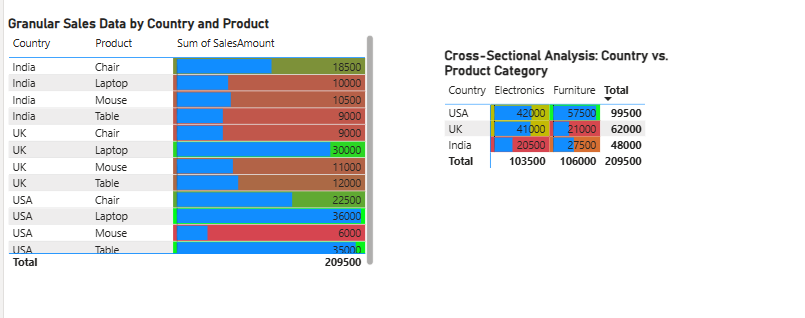 Granular Sales Data by Country and Product
Country Product Sum of SalesAmount
India Chair 18500
India Laptop 10000
India Mouse 10500
India Table 9000
UK Chair 9000
UK Laptop 30000
UK Mouse 11000
UK Table 12000
USA Chair 22500
USA Laptop 36000
USA Mouse 6000
USA Table 35000
Total 209500
Cross-Sectional Analysis: Country vs.
Product Category
Country Electronics Furniture Total
USA 42000 57500 99500
UK 41000 21000 62000
India 20500 27500 48000
Total 103500 106000 209500